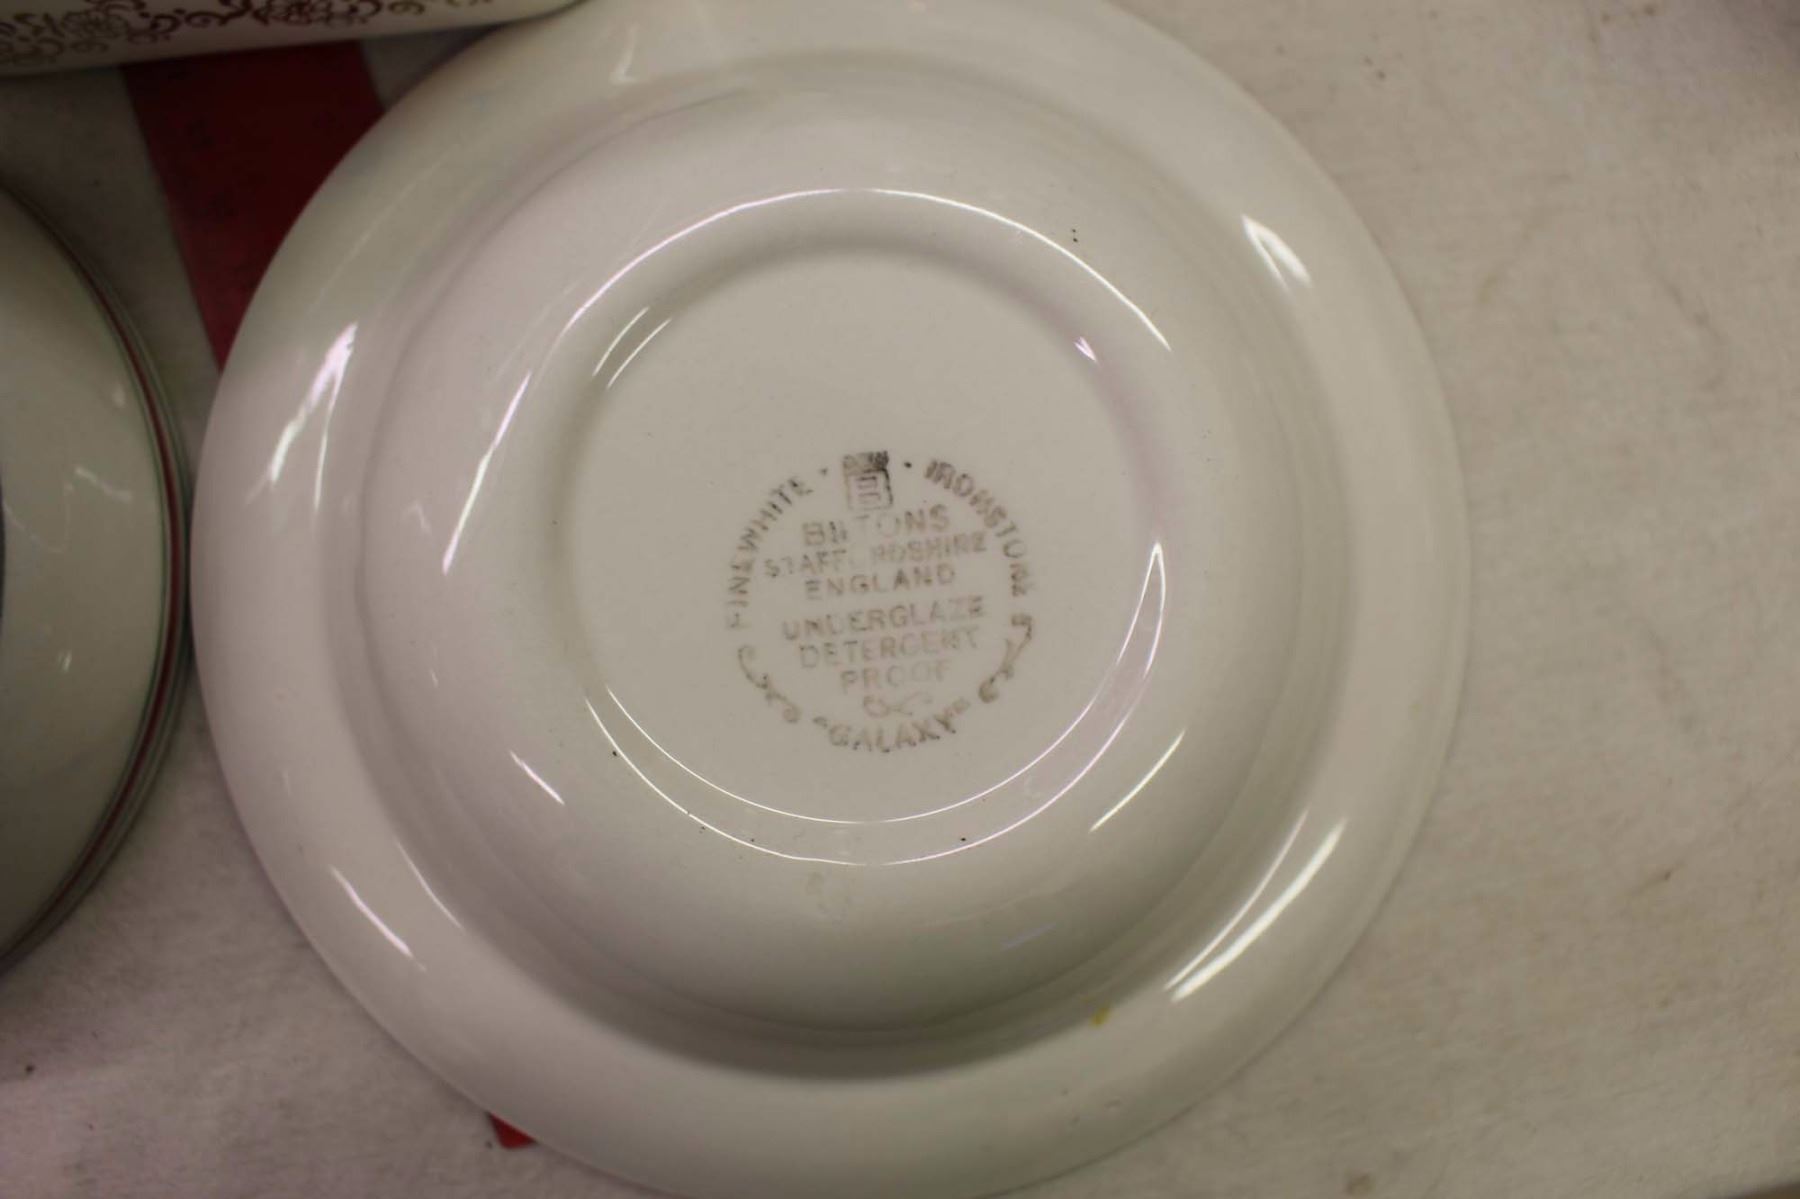 FINE WHITE · IRONSTONE
B
BILTONS
STAFFORDSHIRE
ENGLAND
UNDERGLAZE
DETERGENT
PROOF
"GALAXY"